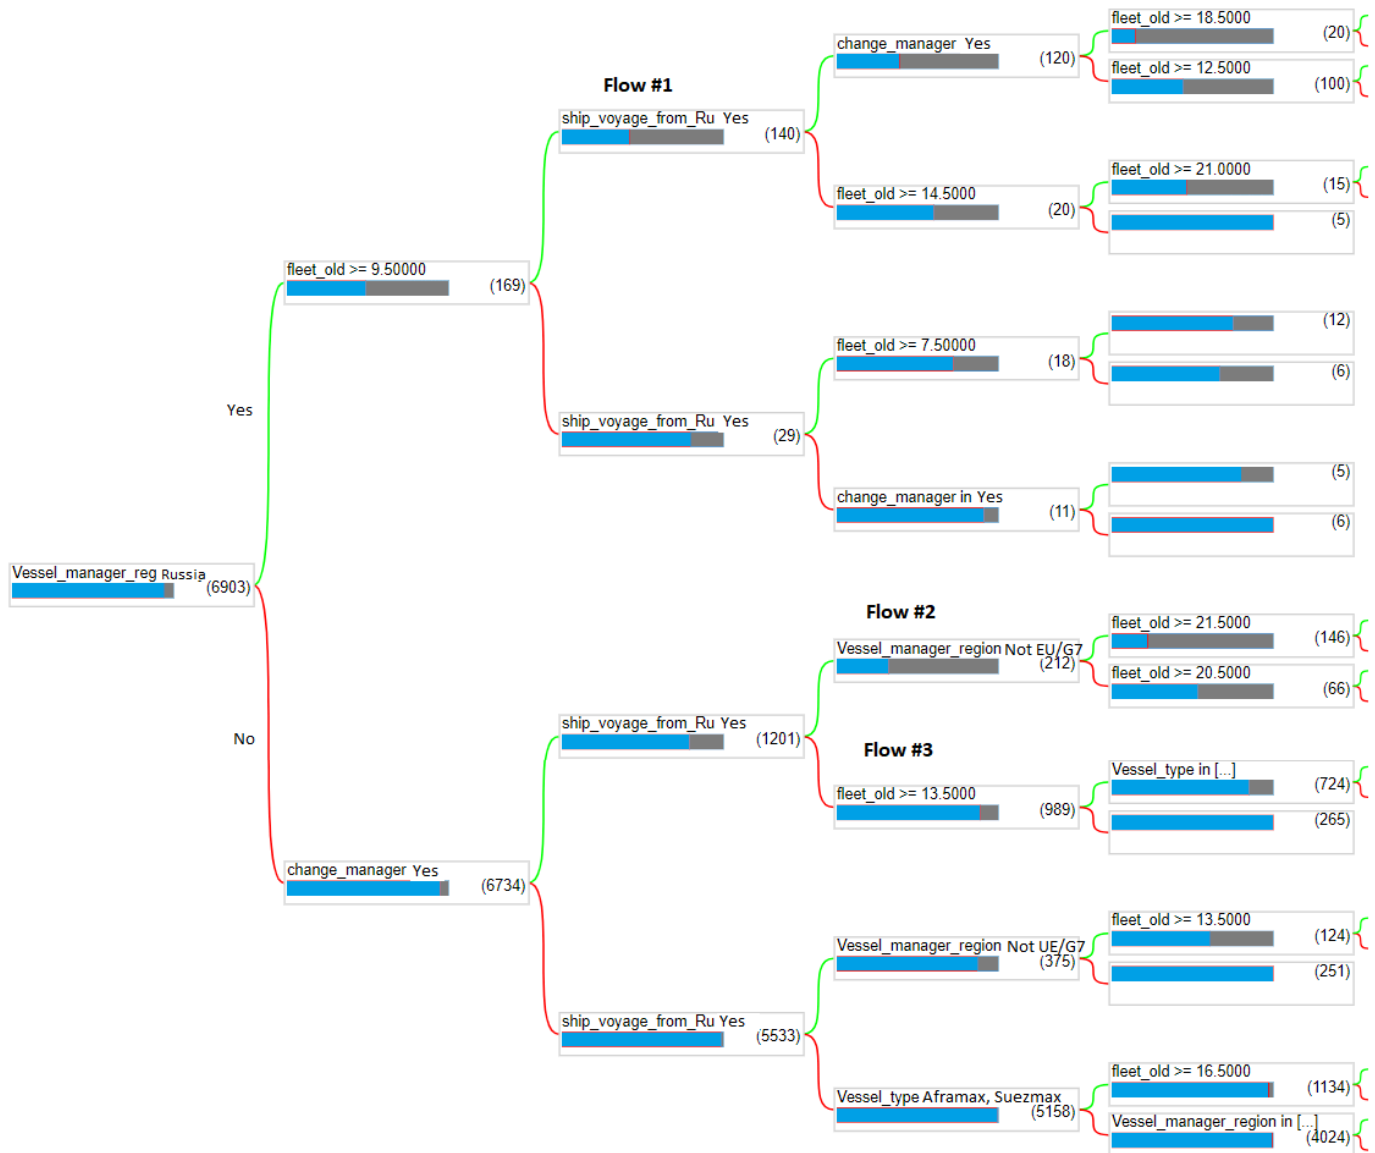 Vessel_manager_reg Russia
(6903)
Yes
No
fleet_old >= 9.50000
(169)
change_manager Yes
(6734)
Flow #1
ship_voyage_from_Ru Yes
(140)
ship_voyage_from_Ru Yes
(29)
ship_voyage_from_Ru Yes
(1201)
ship_voyage_from_Ru Yes
(5533)
change_manager Yes
(120)
fleet_old >= 14.5000
(20)
fleet_old >= 7.50000
(18)
change_manager in Yes
(11)
Flow #2
Vessel_manager_region Not EU/G7
(212)
Flow #3
fleet_old >= 13.5000
(989)
Vessel_manager_region Not UE/G7
(375)
Vessel_type Aframax, Suezmax
(5158)
fleet_old >= 18.5000
(20)
fleet_old >= 12.5000
(100)
fleet_old >= 21.0000
(15)
(5)
(12)
(6)
(5)
(6)
fleet_old >= 21.5000
(146)
fleet_old >= 20.5000
(66)
Vessel_type in [...]
(724)
(265)
fleet_old >= 13.5000
(124)
(251)
fleet_old >= 16.5000
(1134)
Vessel_manager_region in [...]
(4024)